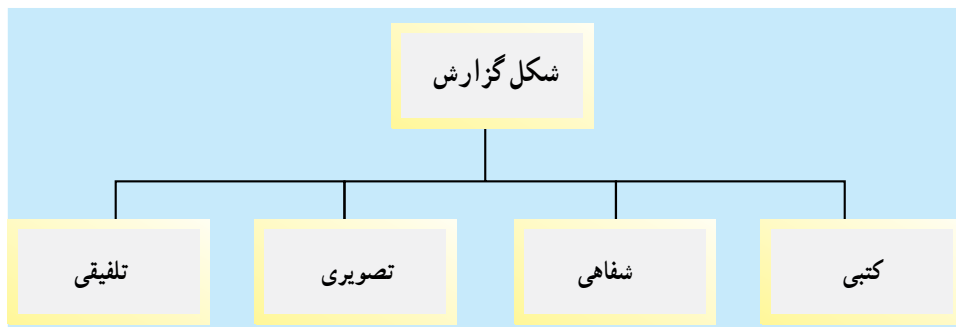 شکل گزارش
کتبی
شفاهی
تصویری
تلفیقی